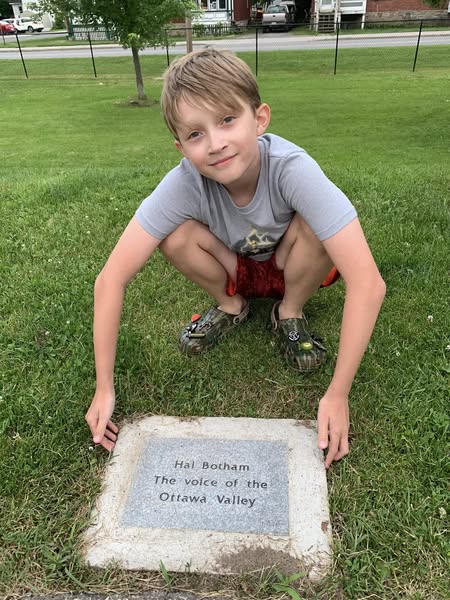 Hal Botham
The voice of the
Ottawa Valley